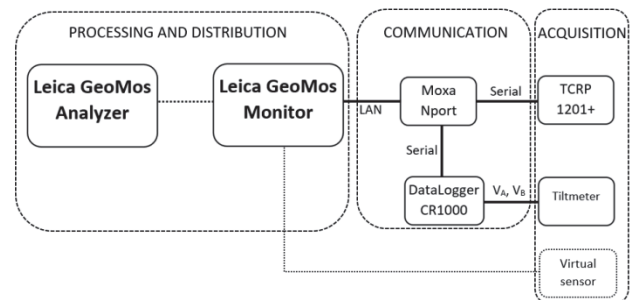 PROCESSING AND DISTRIBUTION
COMMUNICATION
ACQUISITION
Leica GeoMos
Analyzer
Leica GeoMos
Monitor
LAN
Moxa
Nport
Serial
TCRP
1201+
Serial
DataLogger
CR1000
VA, VB
Tiltmeter
Virtual
sensor